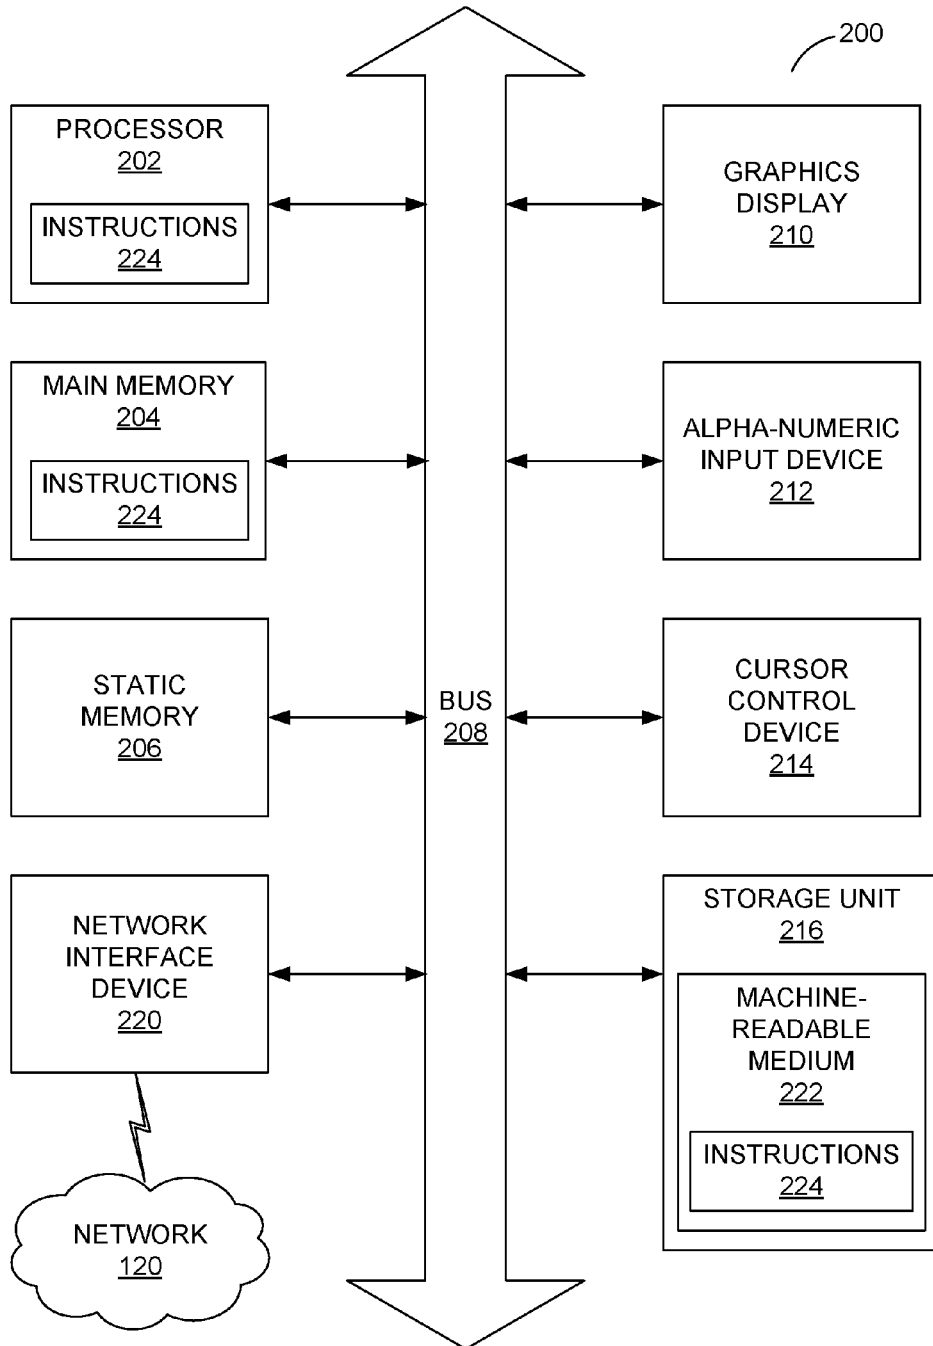 200
PROCESSOR
202
INSTRUCTIONS
224
GRAPHICS
DISPLAY
210
MAIN MEMORY
204
INSTRUCTIONS
224
ALPHA-NUMERIC
INPUT DEVICE
212
STATIC
MEMORY
206
BUS
208
CURSOR
CONTROL
DEVICE
214
NETWORK
INTERFACE
DEVICE
220
STORAGE UNIT
216
MACHINE-
READABLE
MEDIUM
222
INSTRUCTIONS
224
NETWORK
120